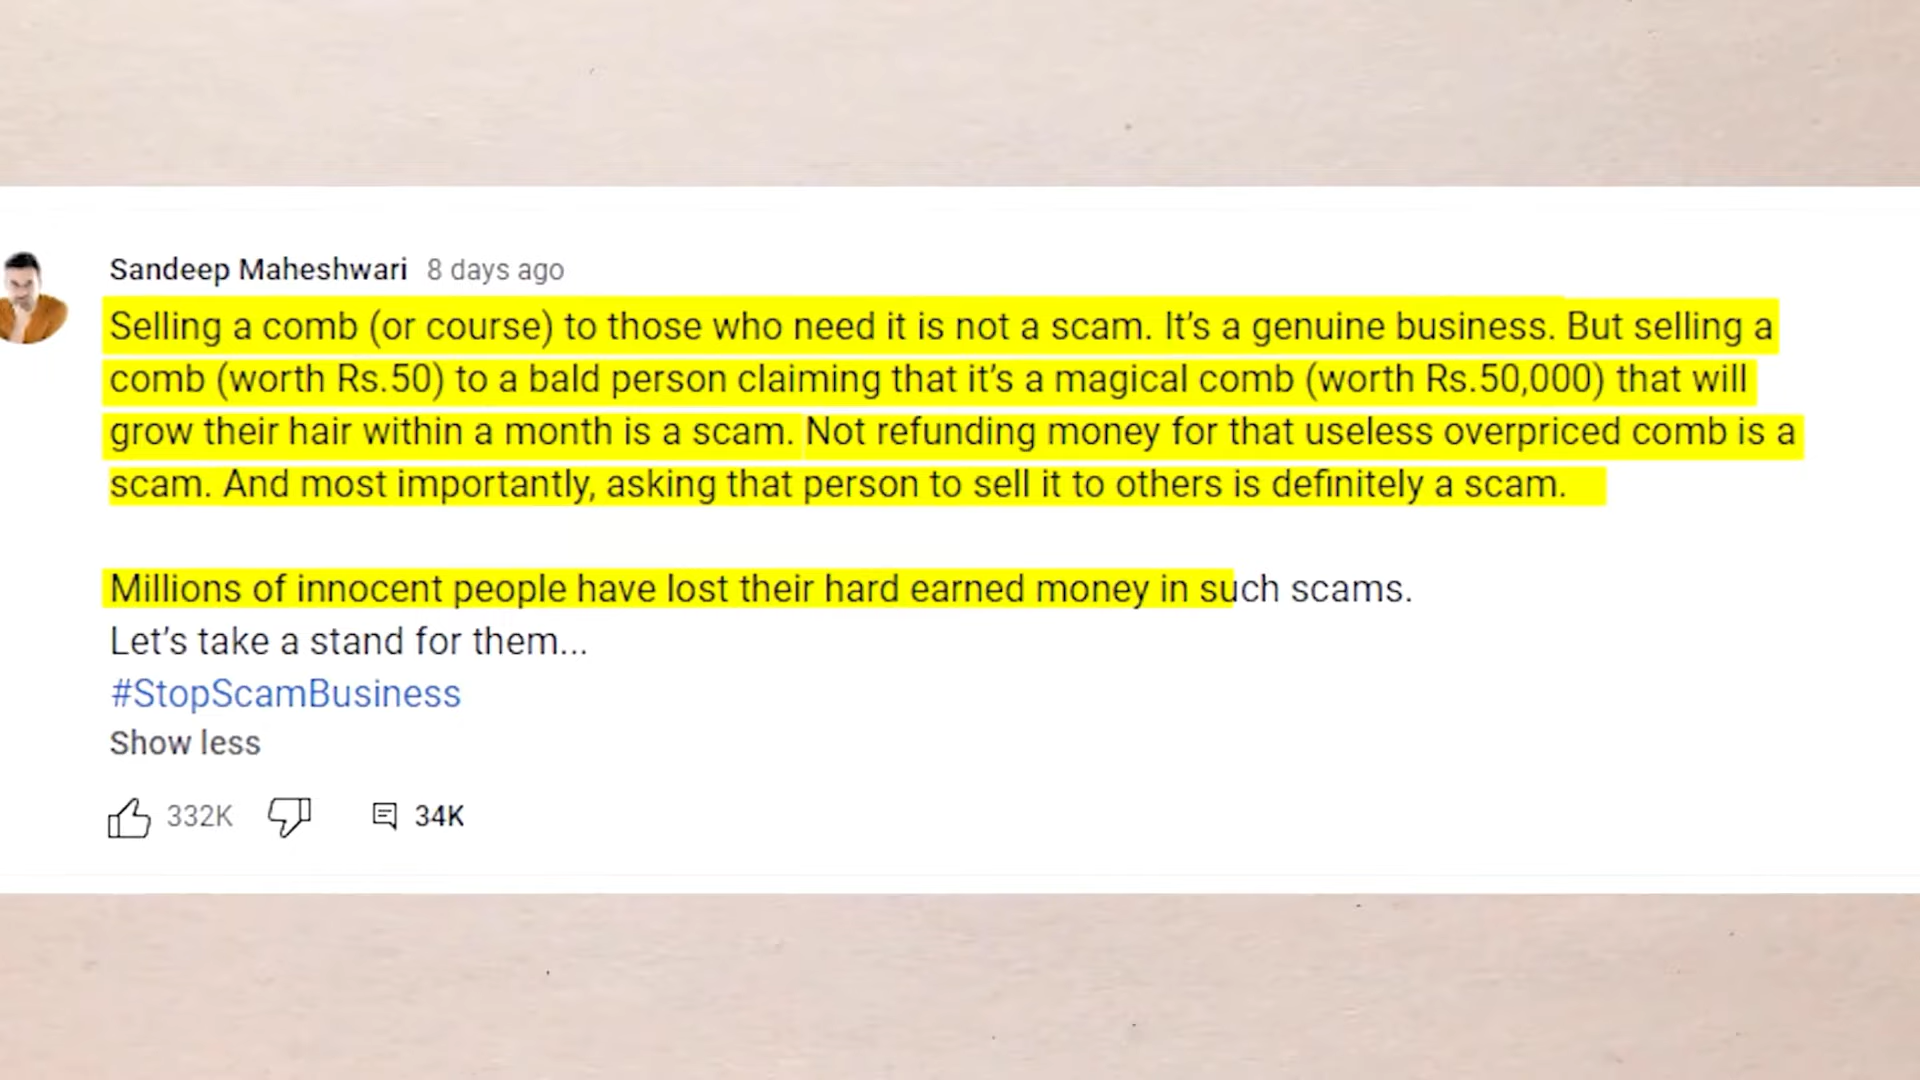 Sandeep Maheshwari 8 days ago
Selling a comb (or course) to those who need it is not a scam. It’s a genuine business. But selling a
comb (worth Rs.50) to a bald person claiming that it’s a magical comb (worth Rs.50,000) that will
grow their hair within a month is a scam. Not refunding money for that useless overpriced comb is a
scam. And most importantly, asking that person to sell it to others is definitely a scam.
Millions of innocent people have lost their hard earned money in such scams.
Let’s take a stand for them...
#StopScamBusiness
Show less
332K 34K